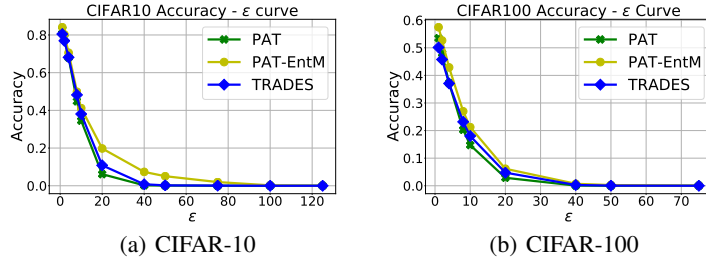 CIFAR10 Accuracy - ε curve
PAT
PAT-EntM
TRADES
Accuracy
0.8
0.6
0.4
0.2
0.0
0 20 40 60 80 100 120
ε
(a) CIFAR-10
CIFAR100 Accuracy - ε Curve
PAT
PAT-EntM
TRADES
Accuracy
0.6
0.5
0.4
0.3
0.2
0.1
0.0
0 10 20 30 40 50 60 70
ε
(b) CIFAR-100